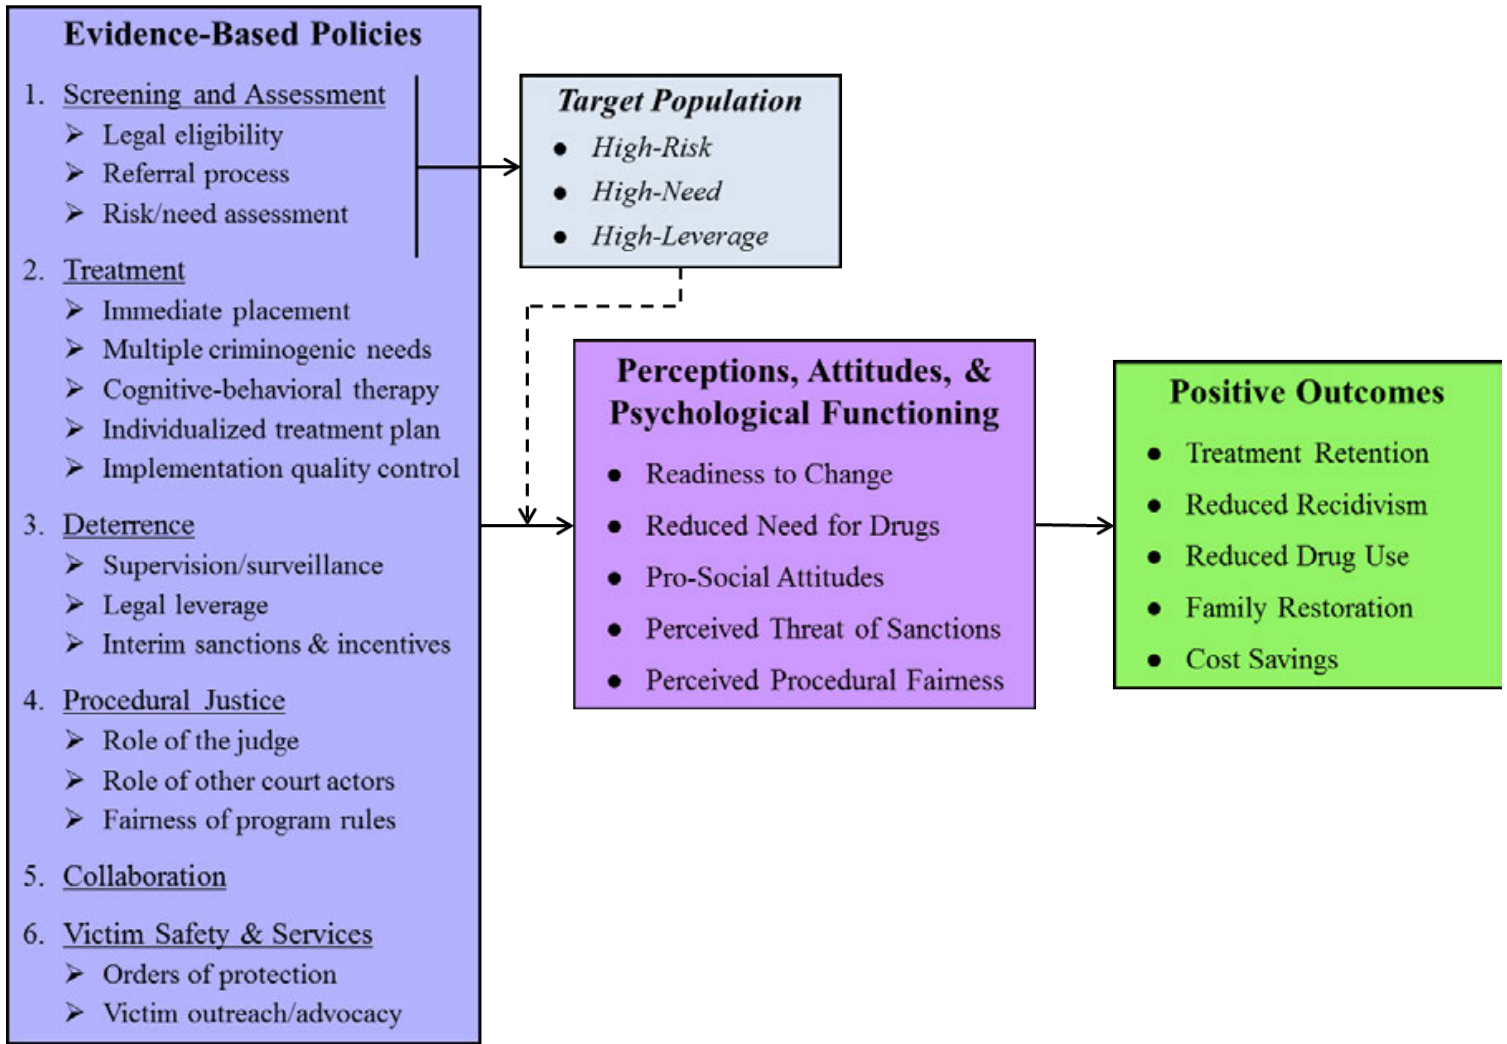 Evidence-Based Policies
1. Screening and Assessment
➤ Legal eligibility
➤ Referral process
➤ Risk/need assessment
2. Treatment
➤ Immediate placement
➤ Multiple criminogenic needs
➤ Cognitive-behavioral therapy
➤ Individualized treatment plan
➤ Implementation quality control
3. Deterrence
➤ Supervision/surveillance
➤ Legal leverage
➤ Interim sanctions & incentives
4. Procedural Justice
➤ Role of the judge
➤ Role of other court actors
➤ Fairness of program rules
5. Collaboration
6. Victim Safety & Services
➤ Orders of protection
➤ Victim outreach/advocacy
Target Population
● High-Risk
● High-Need
● High-Leverage
Perceptions, Attitudes, &
Psychological Functioning
● Readiness to Change
● Reduced Need for Drugs
● Pro-Social Attitudes
● Perceived Threat of Sanctions
● Perceived Procedural Fairness
Positive Outcomes
● Treatment Retention
● Reduced Recidivism
● Reduced Drug Use
● Family Restoration
● Cost Savings